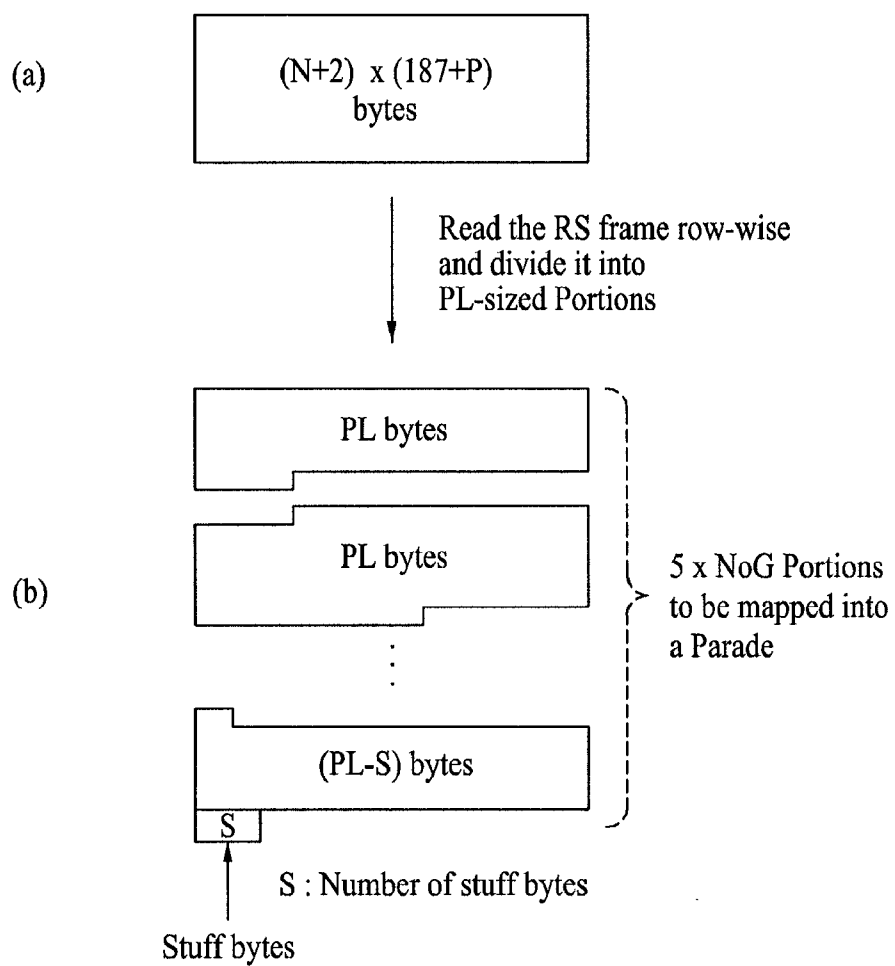 (a)
(N+2) x (187+P)
bytes
Read the RS frame row-wise
and divide it into
PL-sized Portions
PL bytes
(b)
PL bytes
5 x NoG Portions
to be mapped into
a Parade
(PL-S) bytes
S
S : Number of stuff bytes
Stuff bytes